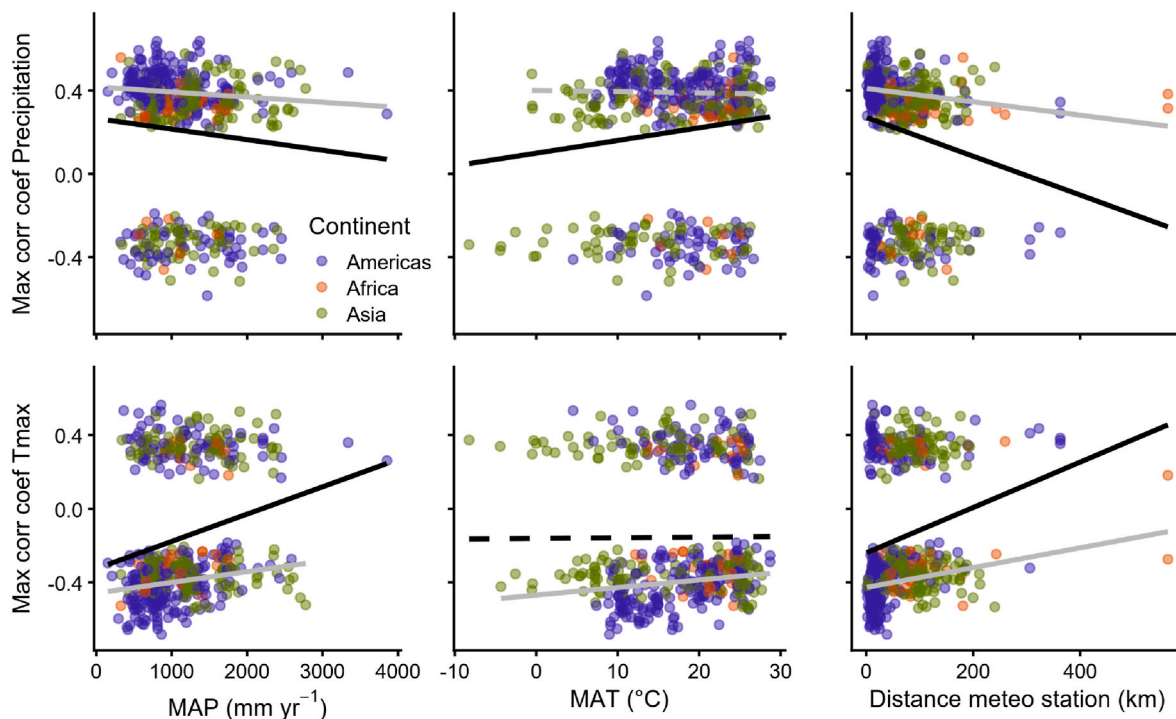 Max corr coef Precipitation
0.4
0.0
-0.4
Continent
Americas
Africa
Asia
Max corr coef Tmax
0.4
0.0
-0.4
0 1000 2000 3000 4000
-10 0 10 20 30
0 200 400
MAP (mm yr⁻¹)
MAT (°C)
Distance meteo station (km)